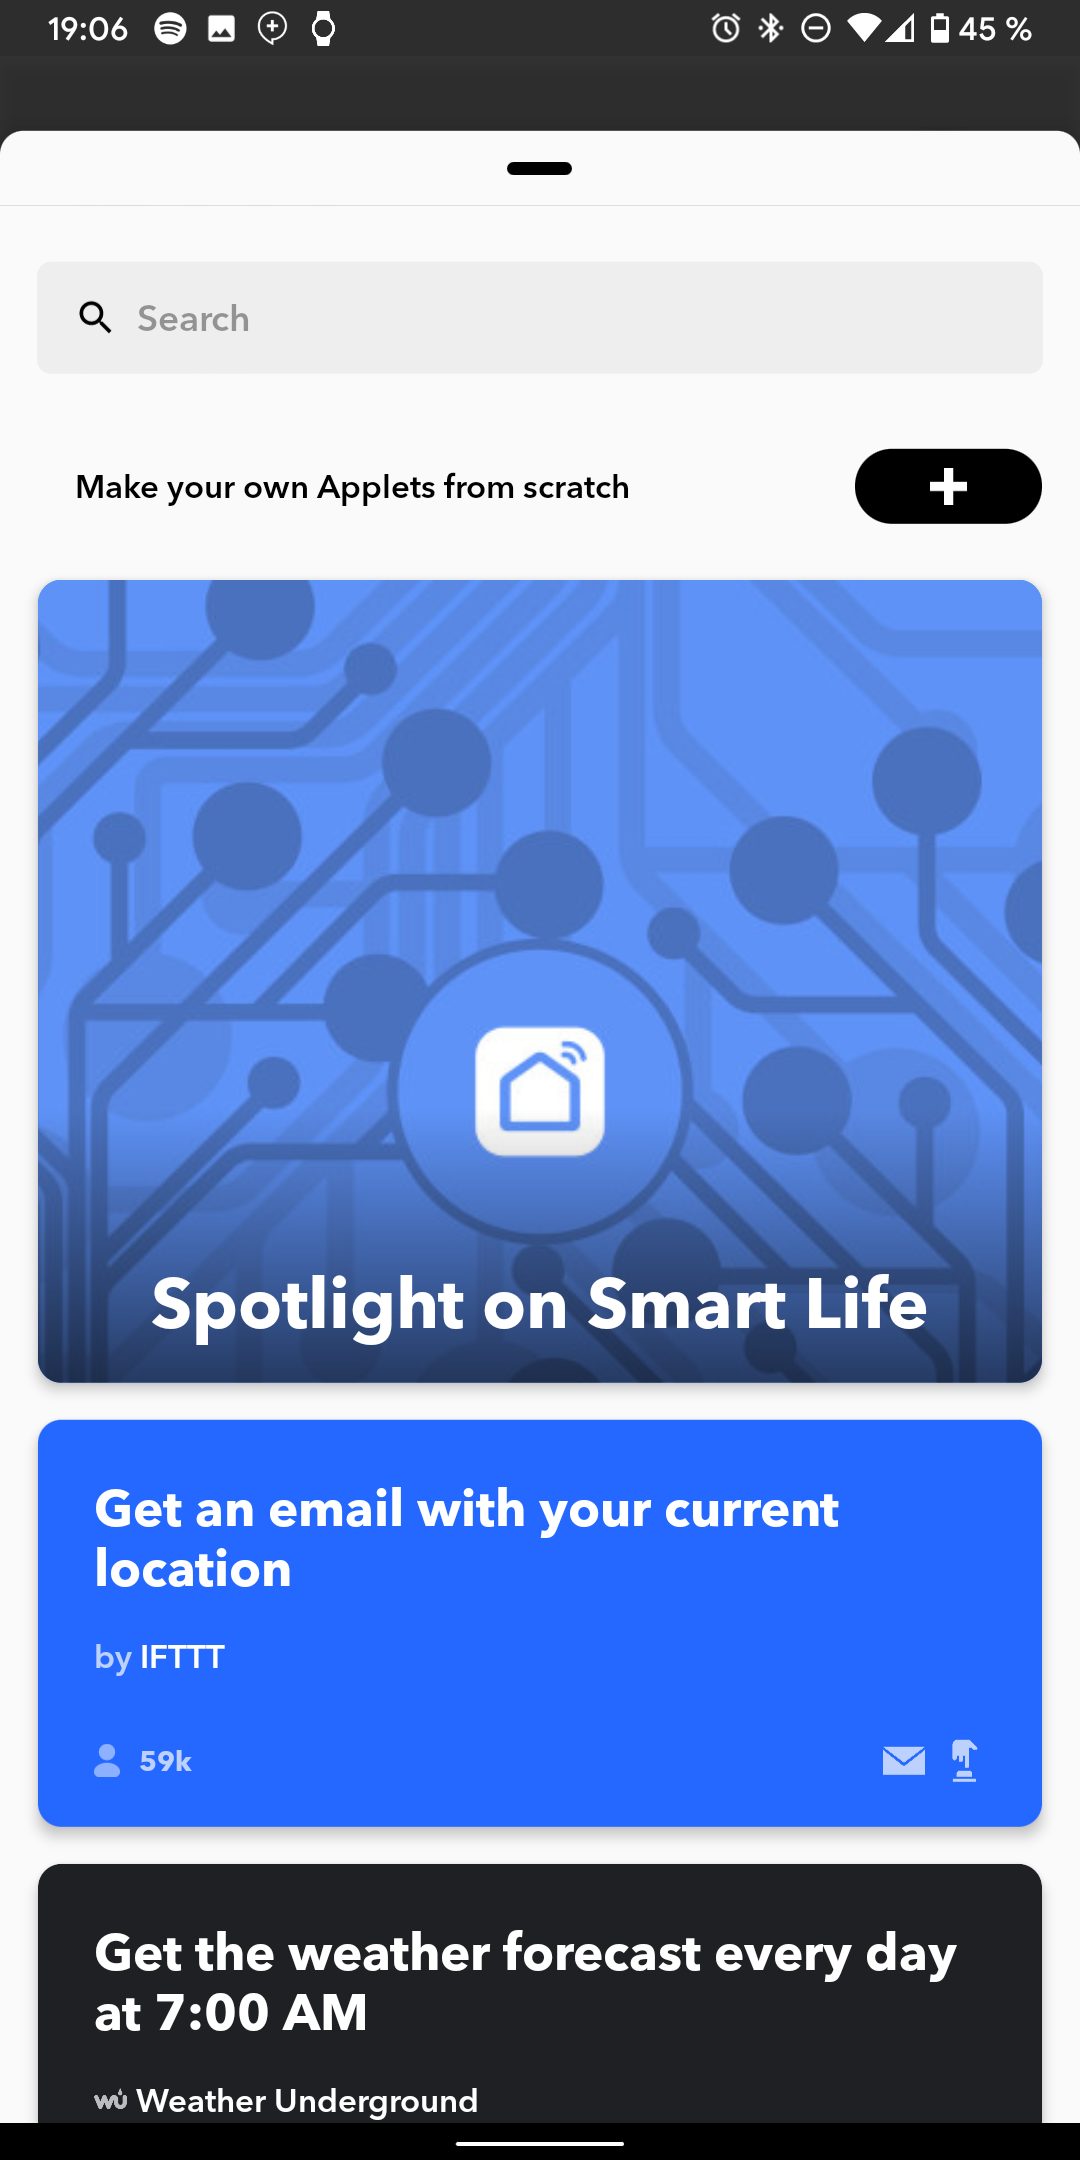 19:06
45 %
Search
Make your own Applets from scratch
Spotlight on Smart Life
Get an email with your current
location
by IFTTT
59k
Get the weather forecast every day
at 7:00 AM
wu Weather Underground